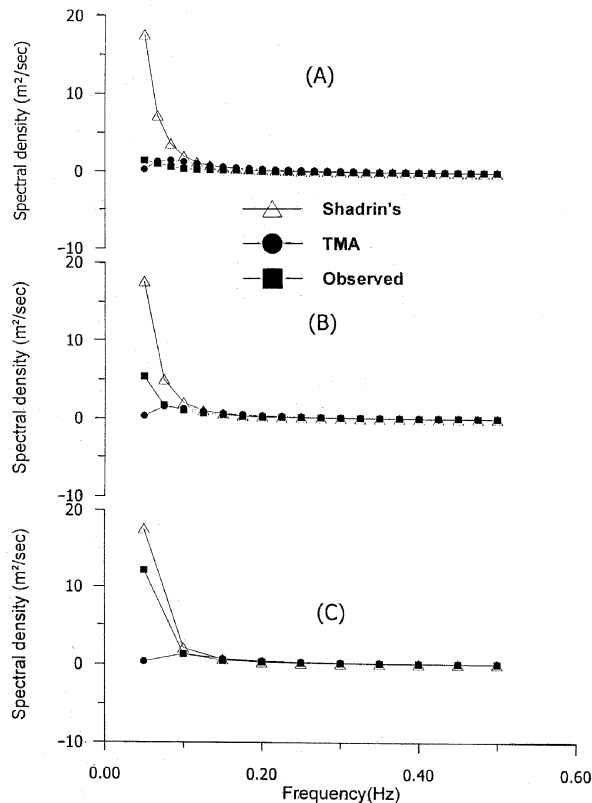 20
10
0
−10
Spectral density (m²/sec)
(A)
Shadrin's
TMA
Observed
20
10
0
−10
Spectral density (m²/sec)
(B)
20
10
0
−10
Spectral density (m²/sec)
(C)
0.00 0.20 0.40 0.60
Frequency(Hz)